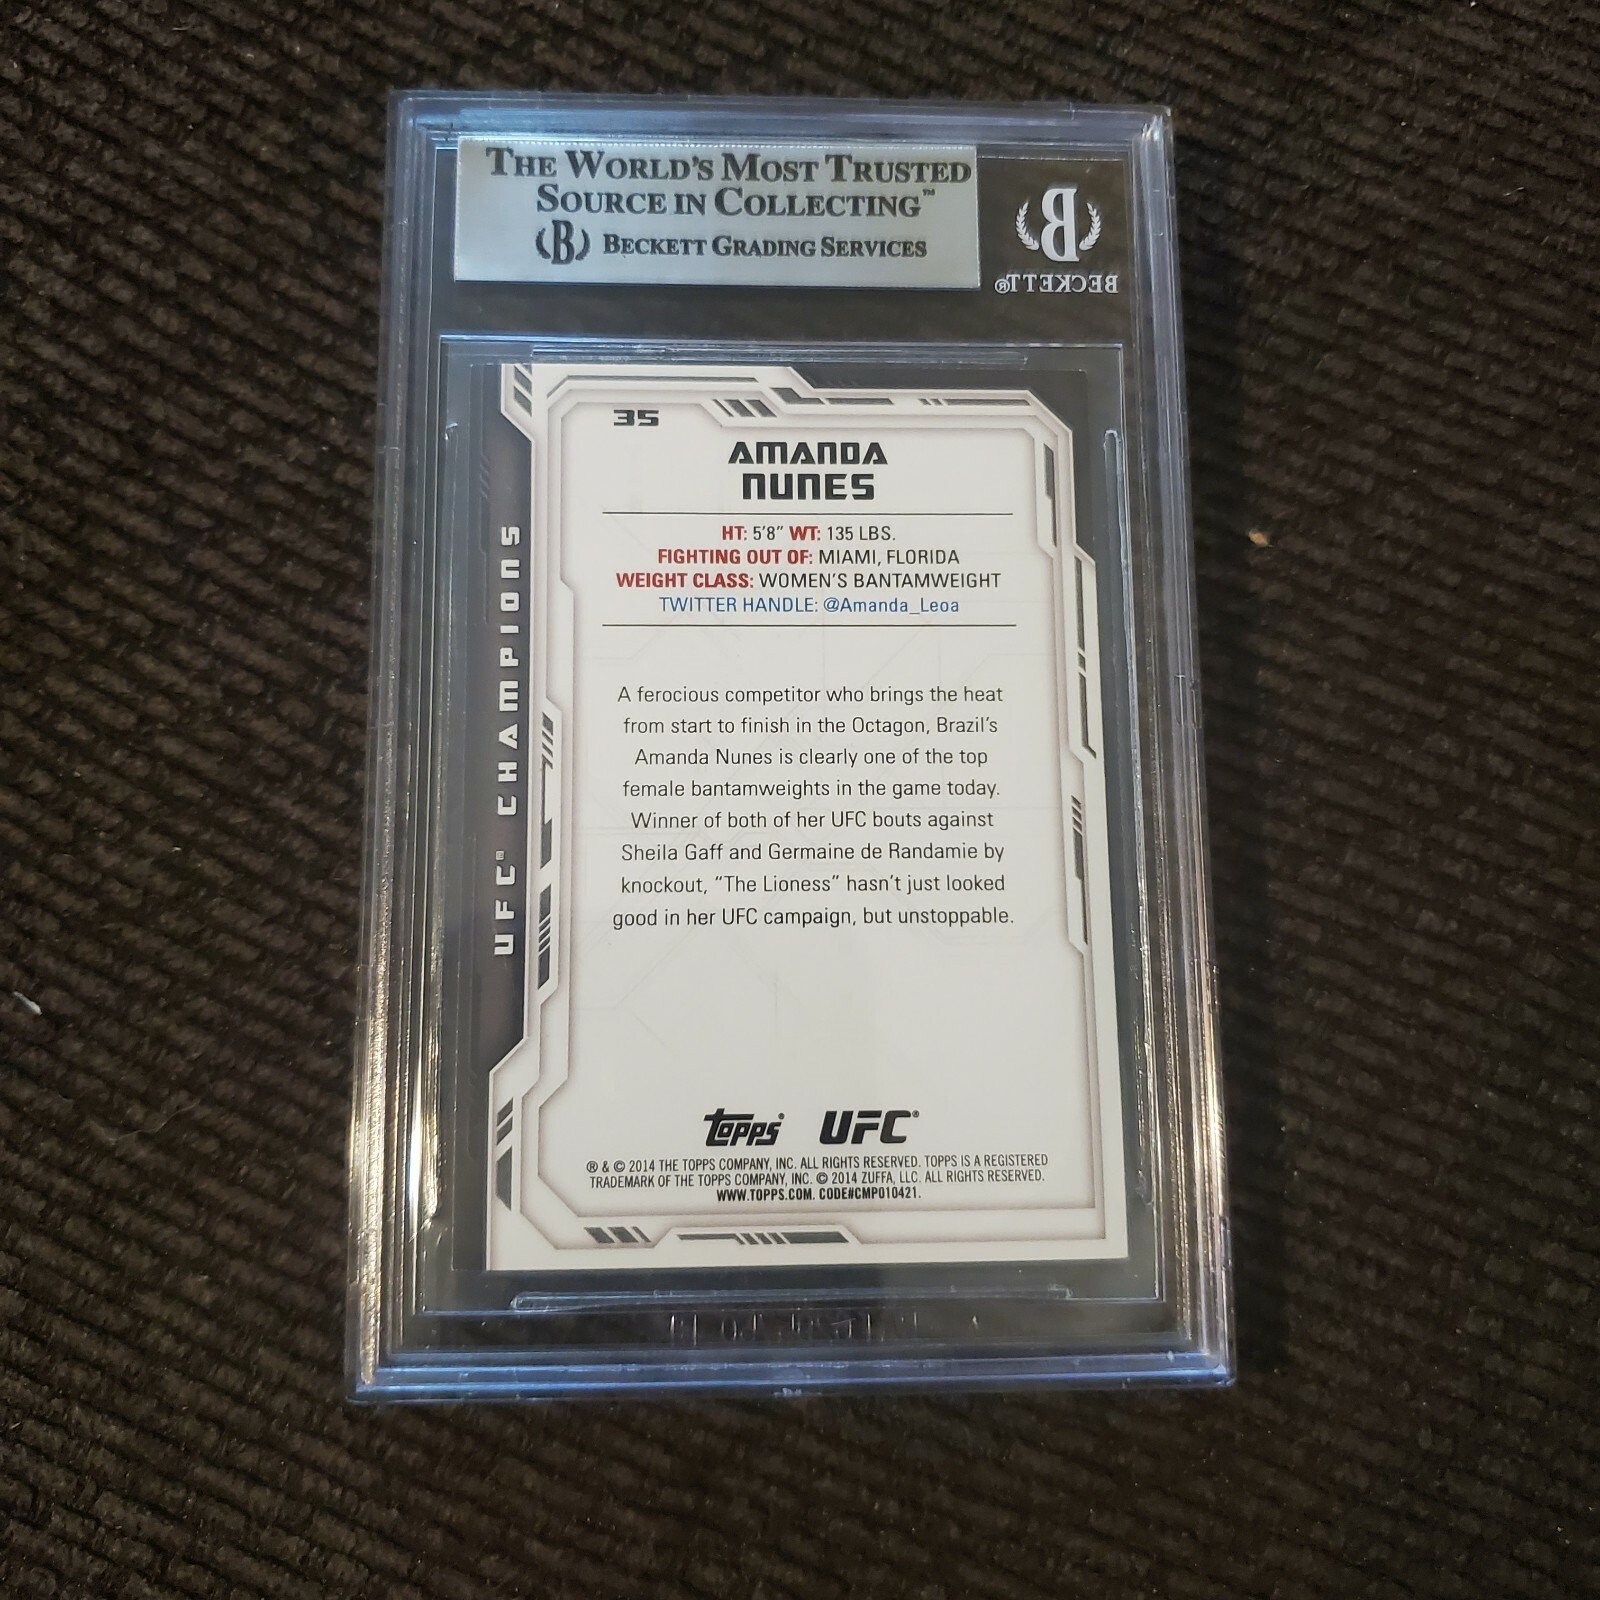 THE WORLD'S MOST TRUSTED
SOURCE IN COLLECTING™
B BECKETT GRADING SERVICES
B
BECKETT®
35
AMANDA
NUNES
HT: 5'8" WT: 135 LBS.
FIGHTING OUT OF: MIAMI, FLORIDA
WEIGHT CLASS: WOMEN'S BANTAMWEIGHT
TWITTER HANDLE: @Amanda_Leoa
UFC® CHAMPIONS
A ferocious competitor who brings the heat
from start to finish in the Octagon, Brazil's
Amanda Nunes is clearly one of the top
female bantamweights in the game today.
Winner of both of her UFC bouts against
Sheila Gaff and Germaine de Randamie by
knockout, "The Lioness" hasn't just looked
good in her UFC campaign, but unstoppable.
Topps® UFC®
® & © 2014 THE TOPPS COMPANY, INC. ALL RIGHTS RESERVED. TOPPS IS A REGISTERED
TRADEMARK OF THE TOPPS COMPANY, INC. © 2014 ZUFFA, LLC. ALL RIGHTS RESERVED.
WWW.TOPPS.COM. CODE#CMP010421.